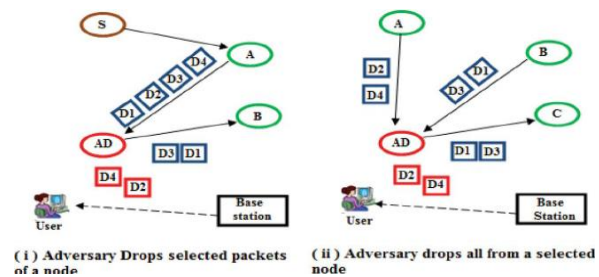 S
A
D4
D3
D2
D1
B
AD
D3 D1
D4
D2
Base
station
User
( i ) Adversary Drops selected packets
of a node
A
D2
D4
B
D1
D3
C
AD
D1 D3
D2
D4
Base
Station
User
( ii ) Adversary drops all from a selected
node